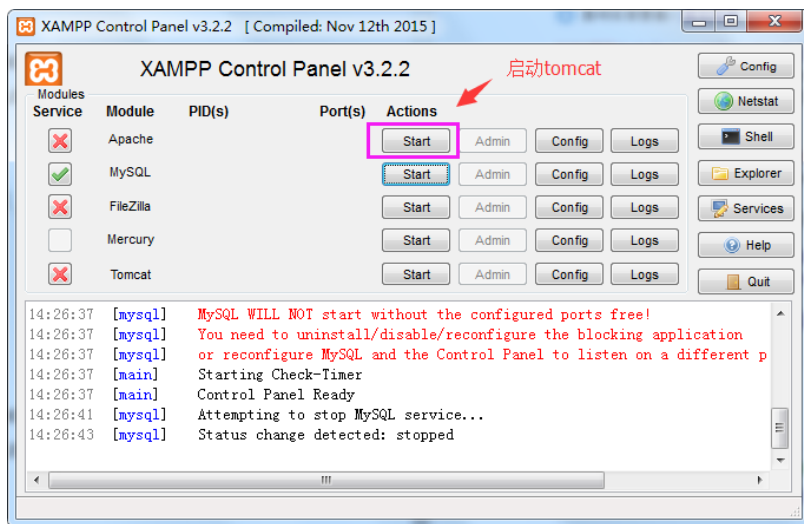 XAMPP Control Panel v3.2.2 [ Compiled: Nov 12th 2015 ]
XAMPP Control Panel v3.2.2
启动tomcat
Config
Modules
Service Module PID(s) Port(s) Actions
Netstat
Apache Start Admin Config Logs
Shell
MySQL Start Admin Config Logs
Explorer
FileZilla Start Admin Config Logs
Services
Mercury Start Admin Config Logs
Help
Tomcat Start Admin Config Logs
Quit
14:26:37 [mysql] MySQL WILL NOT start without the configured ports free!
14:26:37 [mysql] You need to uninstall/disable/reconfigure the blocking application
14:26:37 [mysql] or reconfigure MySQL and the Control Panel to listen on a different p
14:26:37 [main] Starting Check-Timer
14:26:37 [main] Control Panel Ready
14:26:41 [mysql] Attempting to stop MySQL service...
14:26:43 [mysql] Status change detected: stopped